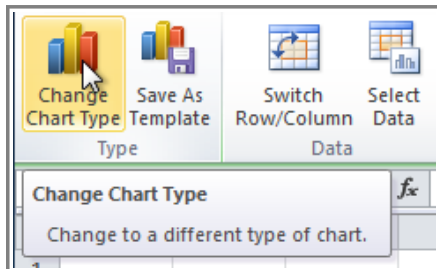 Change Save As Switch Select
Chart Type Template Row/Column Data
Type Data
Change Chart Type fx
Change to a different type of chart.
1